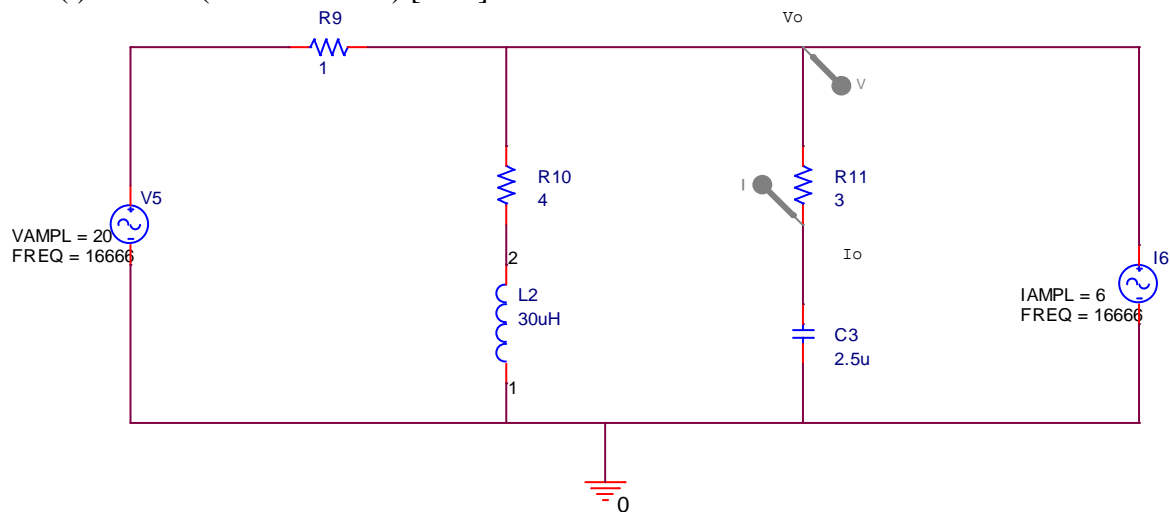 Vo
R9
1
V
R10
4
I
R11
3
V5
VAMPL = 20
FREQ = 16666
Io
2
L2
30uH
I6
IAMPL = 6
FREQ = 16666
C3
2.5u
1
0